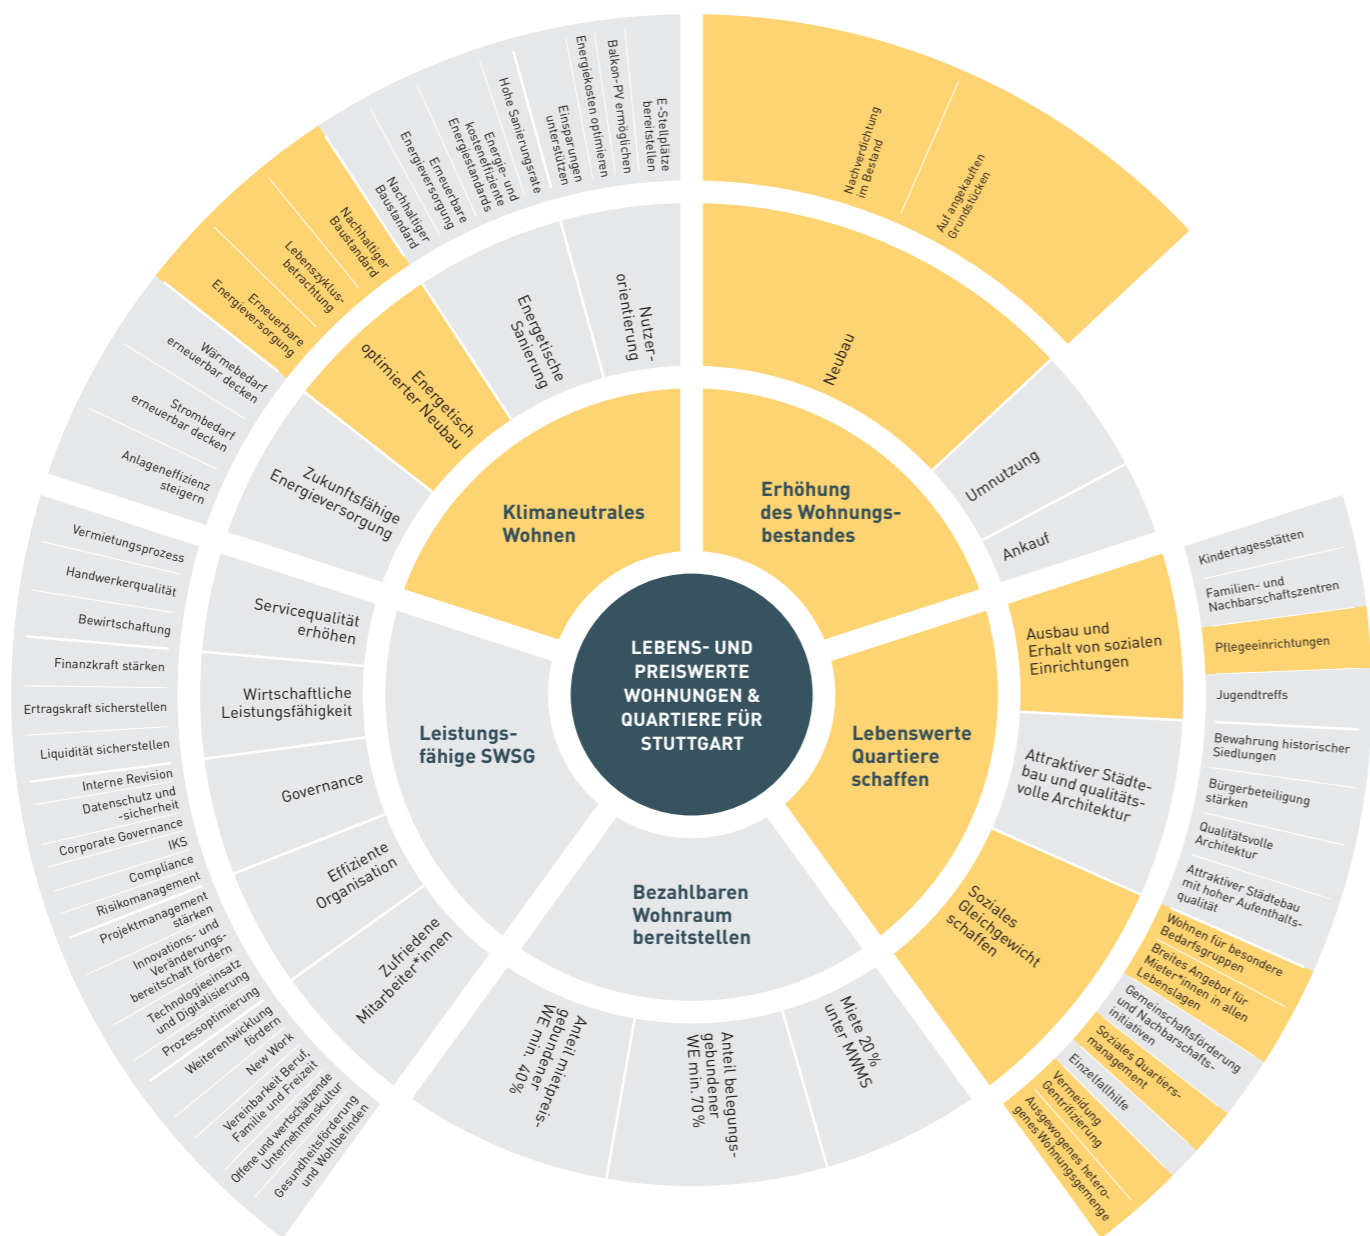 LEBENS- UND
PREISWERTE
WOHNUNGEN &
QUARTIERE FÜR
STUTTGART
Erhöhung
des Wohnungs-
bestandes
Neubau
Nachverdichtung
im Bestand
Auf angekauften
Grundstücken
Umnutzung
Ankauf
Lebenswerte
Quartiere
schaffen
Ausbau und
Erhalt von sozialen
Einrichtungen
Kindertagesstätten
Familien- und
Nachbarschaftszentren
Pflegeeinrichtungen
Jugendtreffs
Attraktiver Städte-
bau und qualitäts-
volle Architektur
Bewahrung historischer
Siedlungen
Bürgerbeteiligung
stärken
Qualitätsvolle
Architektur
Attraktiver Städtebau
mit hoher Aufenthalts-
qualität
Soziales
Gleichgewicht
schaffen
Wohnen für besondere
Bedarfsgruppen
Breites Angebot für
Mieter*innen in allen
Lebenslagen
Gemeinschaftsförderung
und Nachbarschafts-
initiativen
Soziales Quartiers-
management
Einzelfallhilfe
Vermeidung
Gentrifizierung
Ausgewogenes hetero-
genes Wohnungsgemenge
Bezahlbaren
Wohnraum
bereitstellen
Miete 20 %
unter MWMS
Anteil belegungs-
gebundener
WE min.70 %
Anteil mietpreis-
gebundener
WE min. 40 %
Leistungs-
fähige SWSG
Zufriedene
Mitarbeiter*innen
Gesundheitsförderung
und Wohlbefinden
Offene und wertschätzende
Unternehmenskultur
Vereinbarkeit Beruf,
Familie und Freizeit
New Work
Weiterentwicklung
fördern
Effiziente
Organisation
Prozessoptimierung
Technologieeinsatz
und Digitalisierung
Innovations- und
Veränderungs-
bereitschaft fördern
Projektmanagement
stärken
Governance
Risikomanagement
Compliance
IKS
Corporate Governance
Datenschutz und
-sicherheit
Interne Revision
Wirtschaftliche
Leistungsfähigkeit
Liquidität sicherstellen
Ertragskraft sicherstellen
Finanzkraft stärken
Servicequalität
erhöhen
Bewirtschaftung
Handwerkerqualität
Vermietungsprozess
Klimaneutrales
Wohnen
Zukunftsfähige
Energieversorgung
Anlageneffizienz
steigern
Strombedarf
erneuerbar decken
Wärmebedarf
erneuerbar decken
Energetisch
optimierter Neubau
Erneuerbare
Energieversorgung
Lebenszyklus-
betrachtung
Nachhaltiger
Baustandard
Energetische
Sanierung
Nachhaltiger
Baustandard
Erneuerbare
Energieversorgung
Energie- und
kosteneffiziente
Energiestandards
Hohe Sanierungsrate
Nutzer-
orientierung
Einsparungen
unterstützen
Energiekosten optimieren
Balkon-PV ermöglichen
E-Stellplätze
bereitstellen